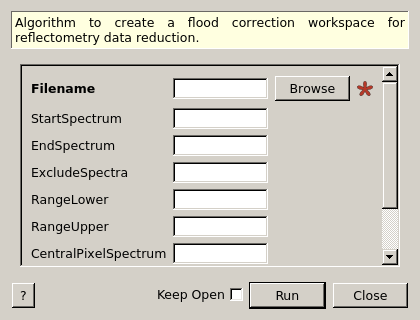 Algorithm to create a flood correction workspace for
reflectometry data reduction.
Filename
Browse
*
StartSpectrum
EndSpectrum
ExcludeSpectra
RangeLower
RangeUpper
CentralPixelSpectrum
?
Keep Open
Run
Close